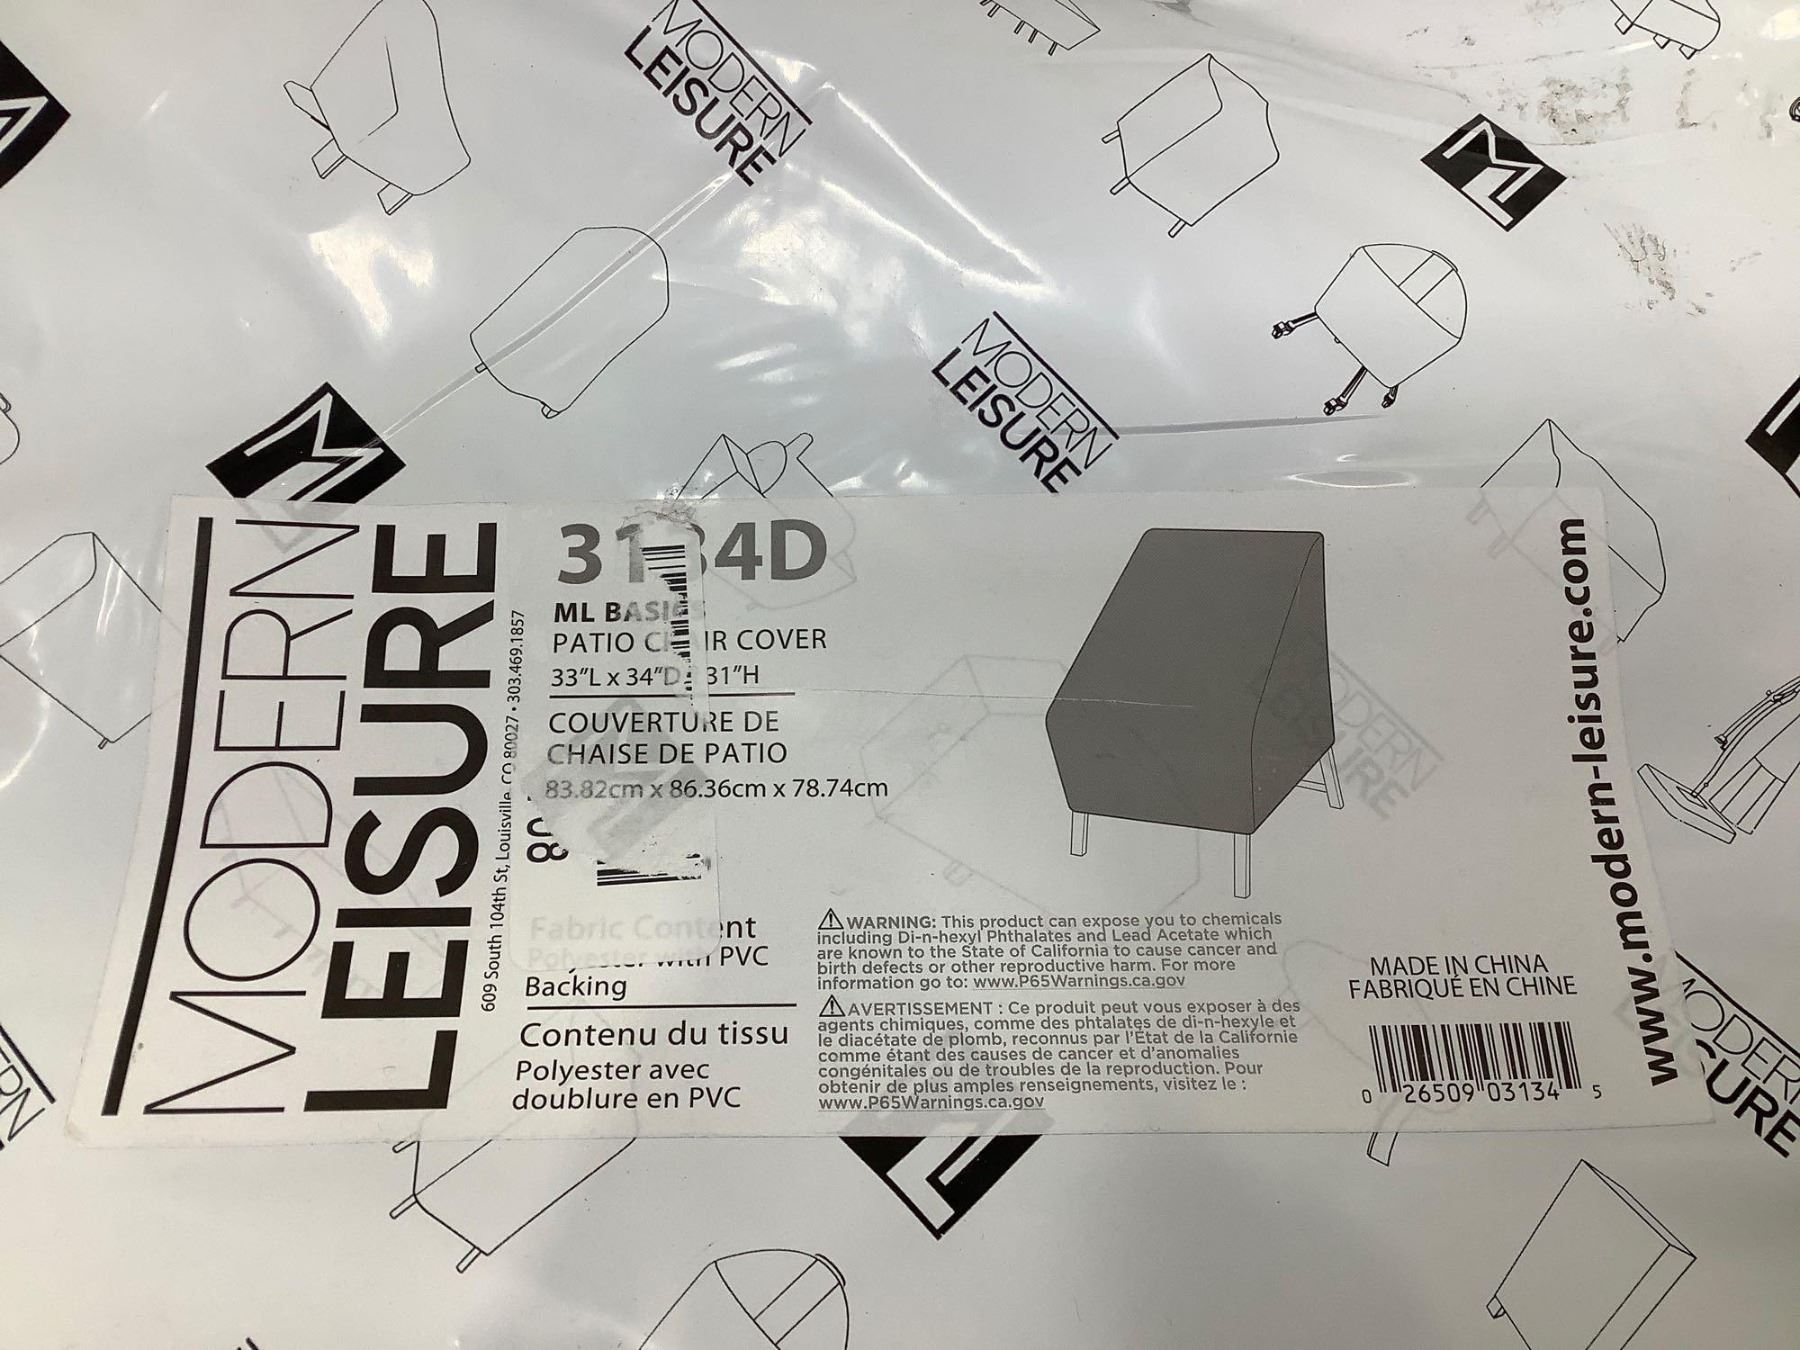 MODERN
LEISURE
MODERN
LEISURE
MODERN
LEISURE
609 South 104th St, Louisville, CO 80027 • 303.469.1857
4D
ML BASICS
PATIO CHAIR COVER
33"L x 34"D x 31"H
COUVERTURE DE
CHAISE DE PATIO
83.82cm x 86.36cm x 78.74cm
Fabric Content
Polyester with PVC
Backing
Contenu du tissu
Polyester avec
doublure en PVC
⚠ WARNING: This product can expose you to chemicals
including Di-n-hexyl Phthalates and Lead Acetate which
are known to the State of California to cause cancer and
birth defects or other reproductive harm. For more
information go to: www.P65Warnings.ca.gov
⚠ AVERTISSEMENT : Ce produit peut vous exposer à des
agents chimiques, comme des phtalates de di-n-hexyle et
le diacétate de plomb, reconnus par l'État de la Californie
comme étant des causes de cancer et d'anomalies
congénitales ou de troubles de la reproduction. Pour
obtenir de plus amples renseignements, visitez le :
www.P65Warnings.ca.gov
MADE IN CHINA
FABRIQUÉ EN CHINE
0 26509 03134 5
www.modern-leisure.com